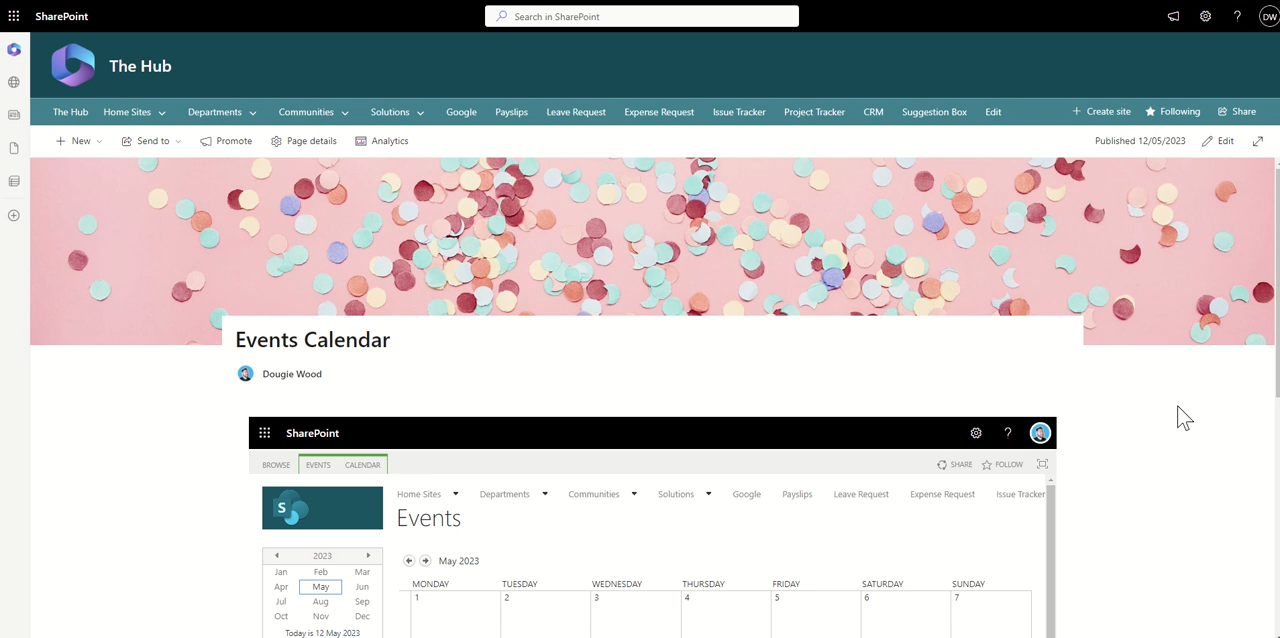 SharePoint Search in SharePoint ? DW
The Hub
The Hub Home Sites Departments Communities Solutions Google Payslips Leave Request Expense Request Issue Tracker Project Tracker CRM Suggestion Box Edit + Create site Following Share
+ New Send to Promote Page details Analytics Published 12/05/2023 Edit
Events Calendar
Dougie Wood
SharePoint ?
BROWSE EVENTS CALENDAR SHARE FOLLOW
S
Home Sites Departments Communities Solutions Google Payslips Leave Request Expense Request Issue Tracker
Events
2023
Jan Feb Mar
Apr May Jun
Jul Aug Sep
Oct Nov Dec
Today is 12 May 2023
May 2023
MONDAY TUESDAY WEDNESDAY THURSDAY FRIDAY SATURDAY SUNDAY
1 2 3 4 5 6 7